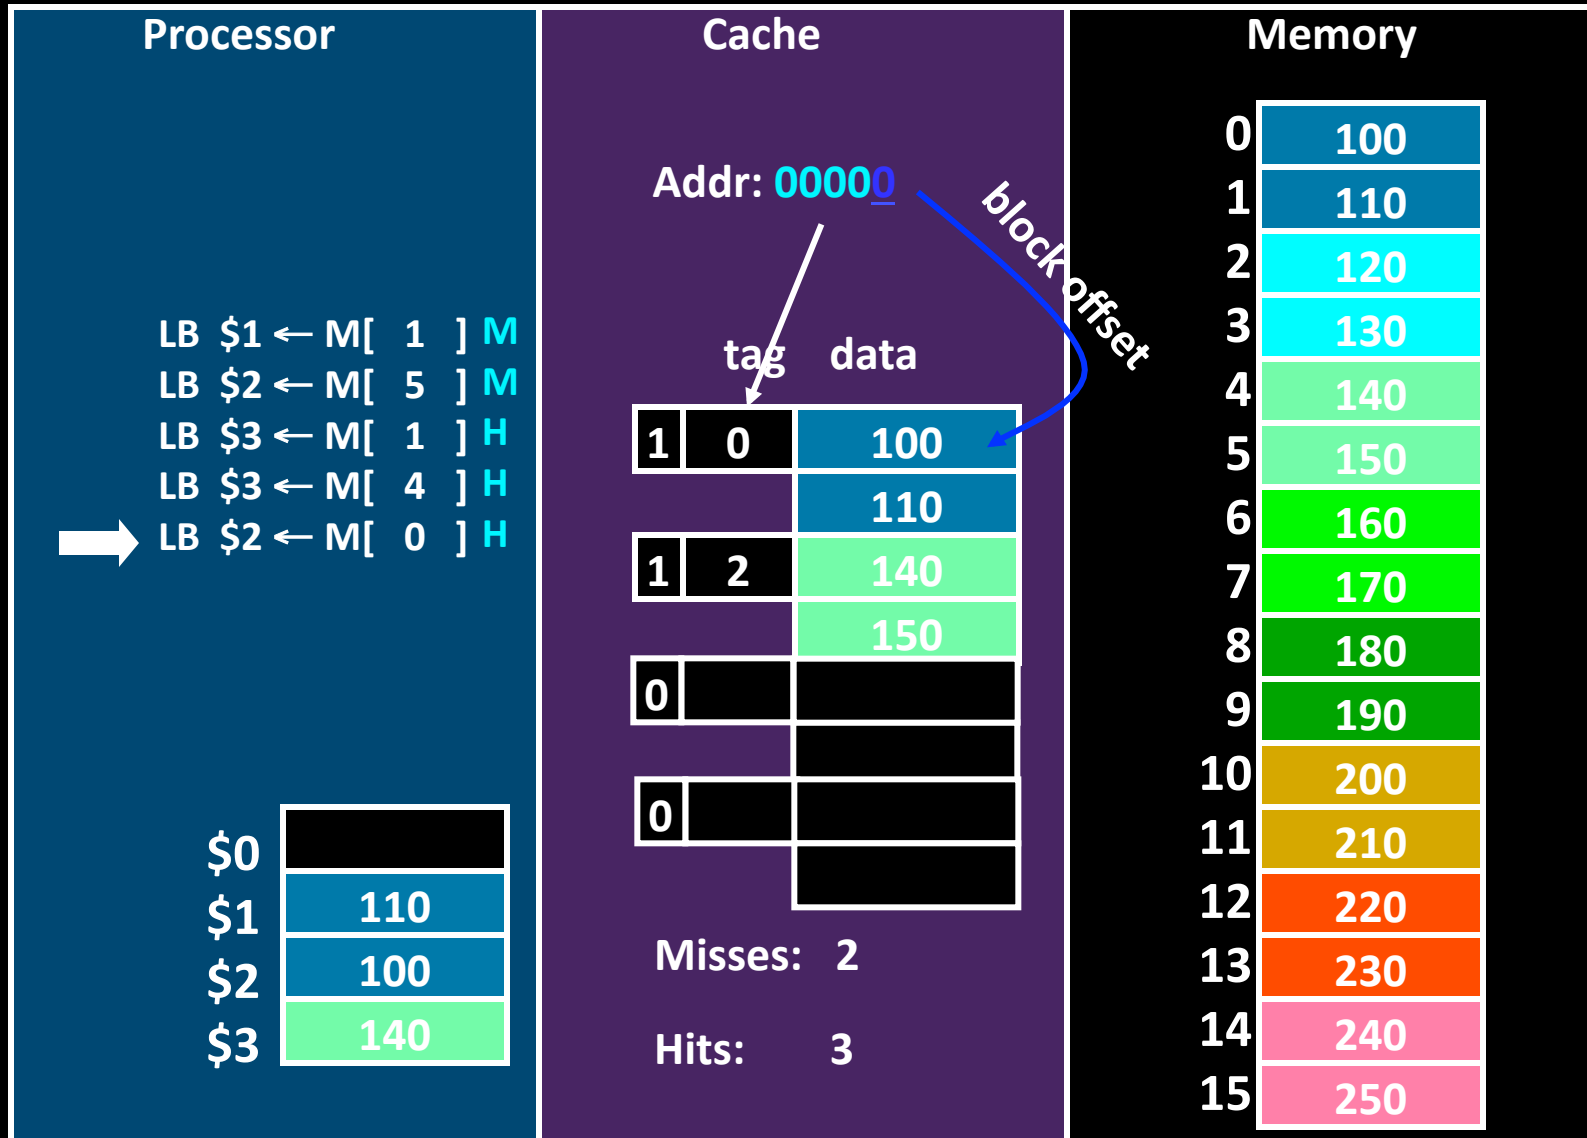 Processor
LB $1 ← M[ 1 ] M
LB $2 ← M[ 5 ] M
LB $3 ← M[ 1 ] H
LB $3 ← M[ 4 ] H
LB $2 ← M[ 0 ] H
$0
$1 110
$2 100
$3 140
Cache
Addr: 00000
block offset
tag data
1 0 100
110
1 2 140
150
0
0
Misses: 2
Hits: 3
Memory
0 100
1 110
2 120
3 130
4 140
5 150
6 160
7 170
8 180
9 190
10 200
11 210
12 220
13 230
14 240
15 250